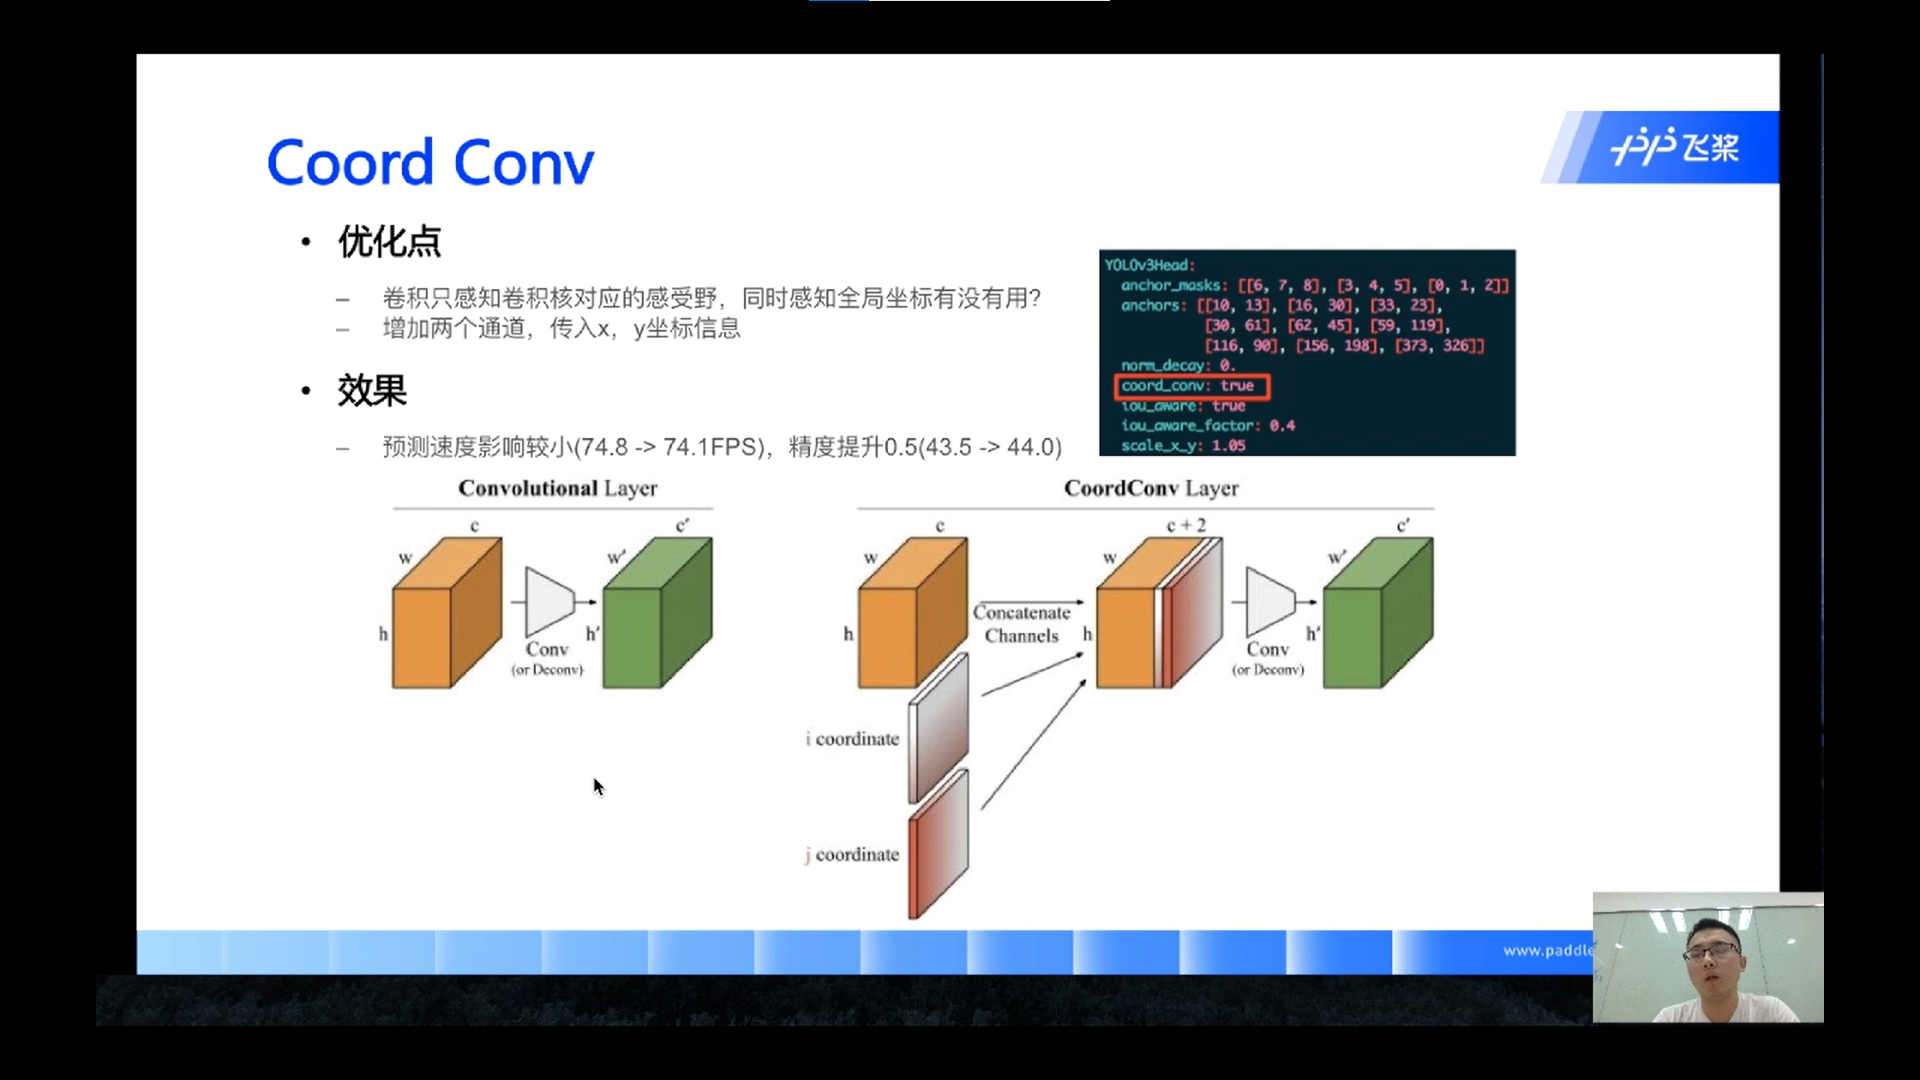 Coord Conv
飞桨
• 优化点
– 卷积只感知卷积核对应的感受野，同时感知全局坐标有没有用?
– 增加两个通道，传入x，y坐标信息
• 效果
– 预测速度影响较小(74.8 -> 74.1FPS)，精度提升0.5(43.5 -> 44.0)
YOLOv3Head:
anchor_masks: [[6, 7, 8], [3, 4, 5], [0, 1, 2]]
anchors: [[10, 13], [16, 30], [33, 23],
[30, 61], [62, 45], [59, 119],
[116, 90], [156, 198], [373, 326]]
norm_decay: 0.
coord_conv: true
iou_aware: true
iou_aware_factor: 0.4
scale_x_y: 1.05
Convolutional Layer
c
w
h
Conv
(or Deconv)
c'
w'
h'
CoordConv Layer
c
w
h
i coordinate
j coordinate
Concatenate
Channels
c + 2
w
h
Conv
(or Deconv)
c'
w'
h'
www.paddle